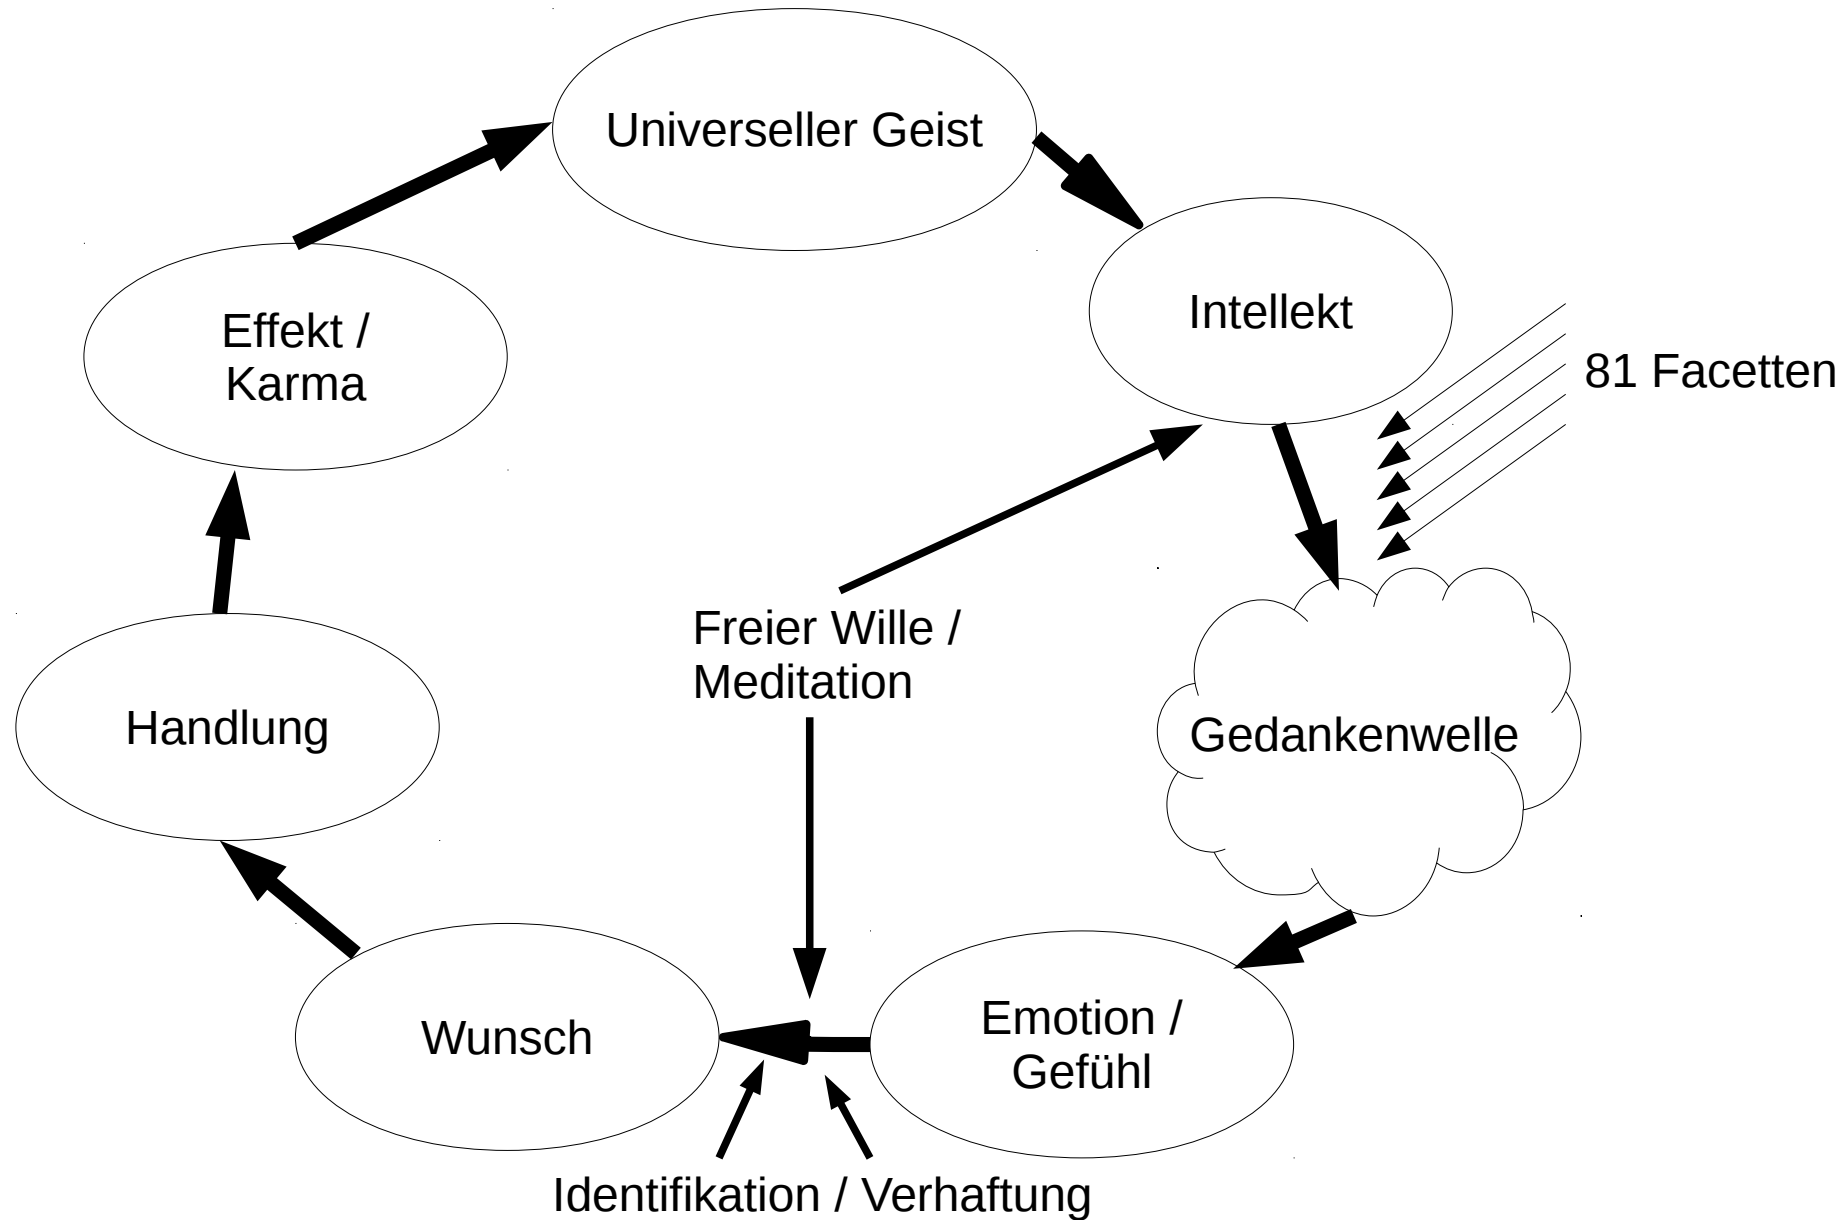 Universeller Geist
Intellekt
Effekt /
Karma
81 Facetten
Freier Wille /
Meditation
Handlung
Gedankenwelle
Emotion /
Gefühl
Wunsch
Identifikation / Verhaftung